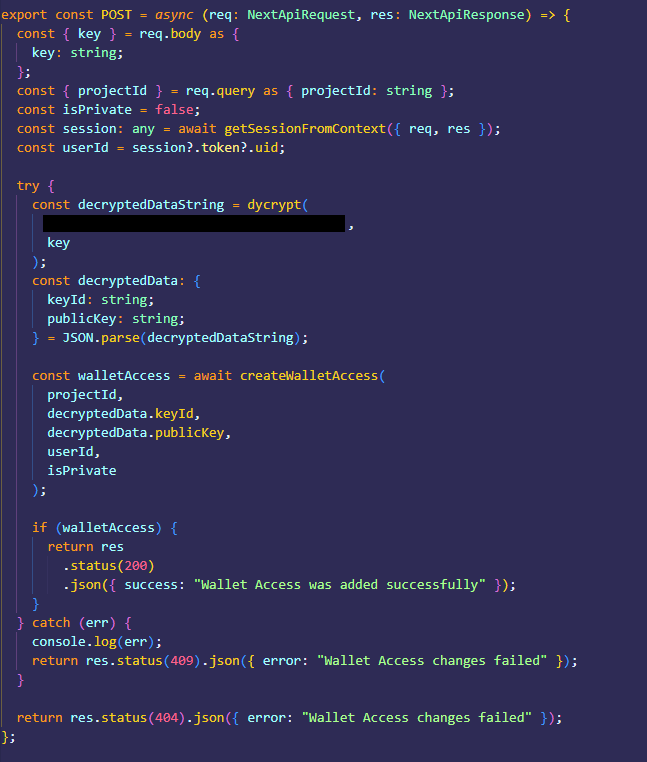 export const POST = async (req: NextApiRequest, res: NextApiResponse) => {
  const { key } = req.body as {
    key: string;
  };
  const { projectId } = req.query as { projectId: string };
  const isPrivate = false;
  const session: any = await getSessionFromContext({ req, res });
  const userId = session?.token?.uid;

  try {
    const decryptedDataString = dycrypt(
      ,
      key
    );
    const decryptedData: {
      keyId: string;
      publicKey: string;
    } = JSON.parse(decryptedDataString);

    const walletAccess = await createWalletAccess(
      projectId,
      decryptedData.keyId,
      decryptedData.publicKey,
      userId,
      isPrivate
    );

    if (walletAccess) {
      return res
        .status(200)
        .json({ success: "Wallet Access was added successfully" });
    }
  } catch (err) {
    console.log(err);
    return res.status(409).json({ error: "Wallet Access changes failed" });
  }

  return res.status(404).json({ error: "Wallet Access changes failed" });
};